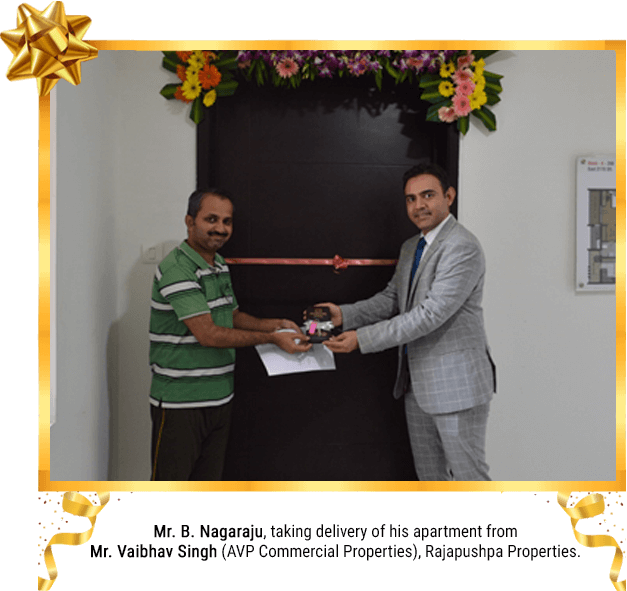 Mr. B. Nagaraju, taking delivery of his apartment from
Mr. Vaibhav Singh (AVP Commercial Properties), Rajapushpa Properties.